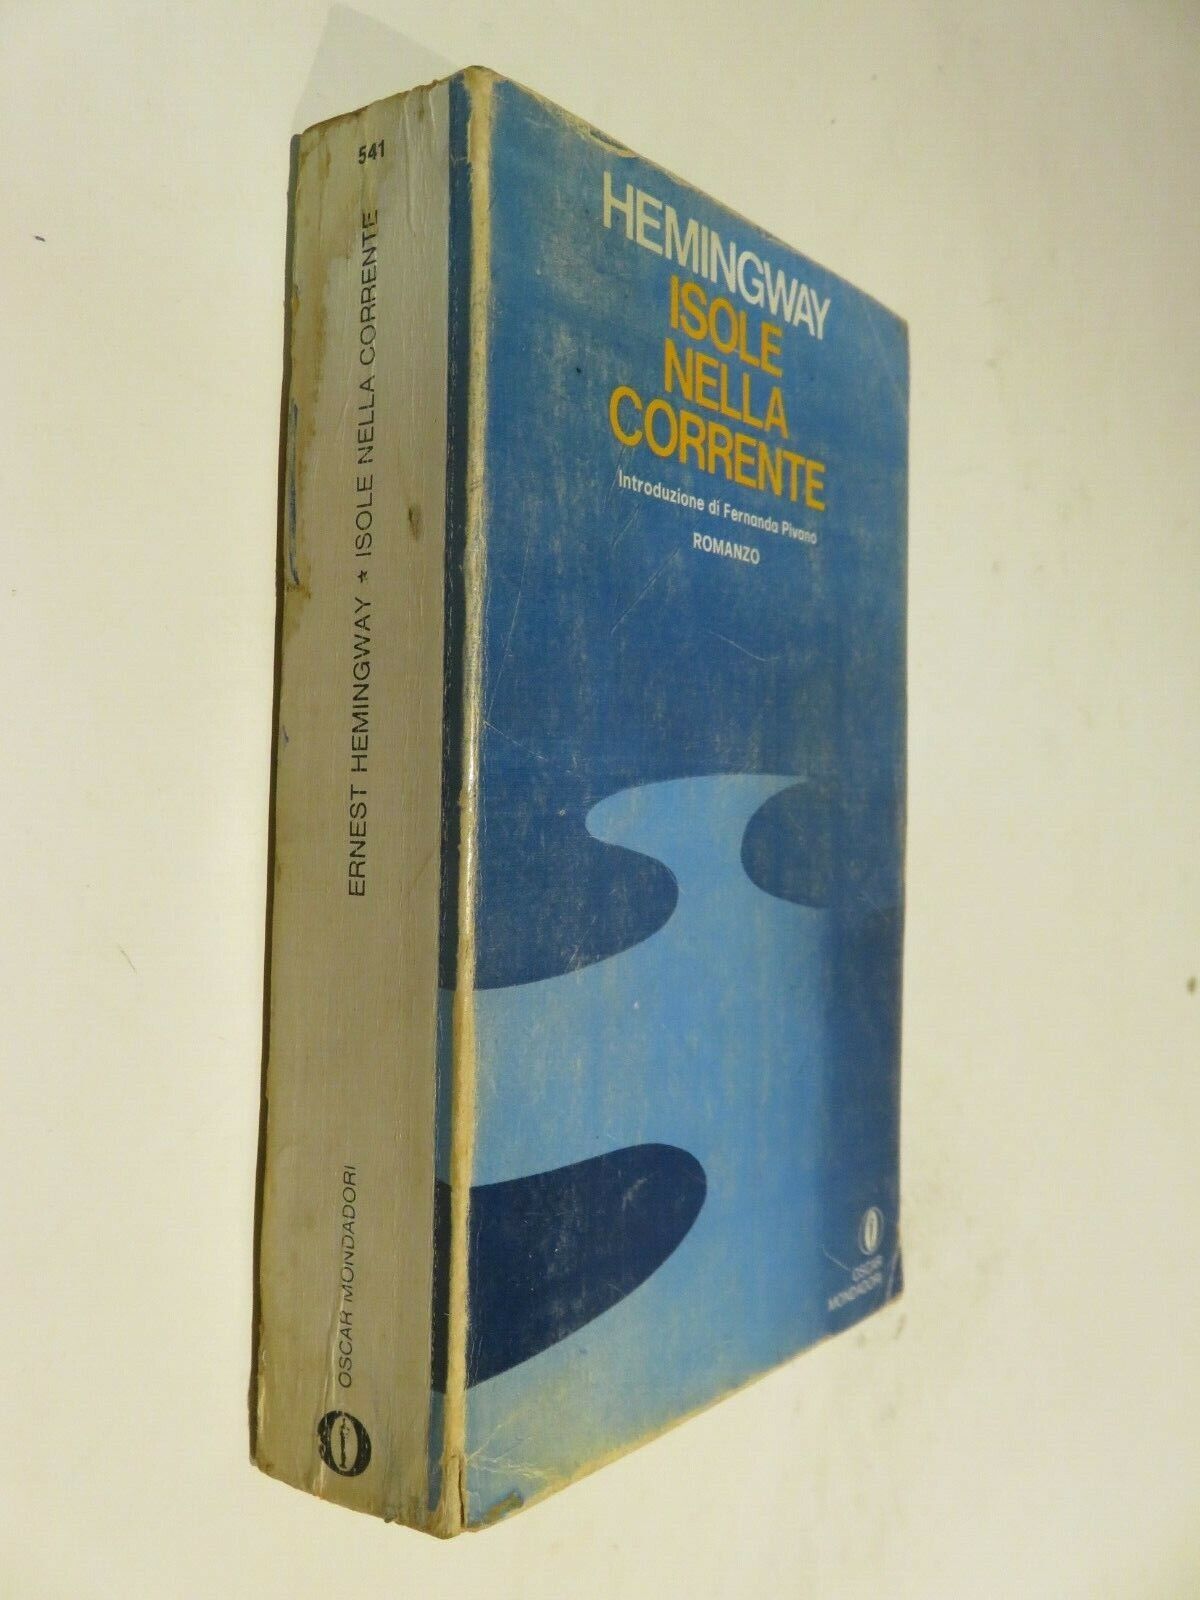 541
ERNEST HEMINGWAY ★ ISOLE NELLA CORRENTE
OSCAR MONDADORI
HEMINGWAY
ISOLE
NELLA
CORRENTE
Introduzione di Fernanda Pivano
ROMANZO
OSCAR
MONDADORI